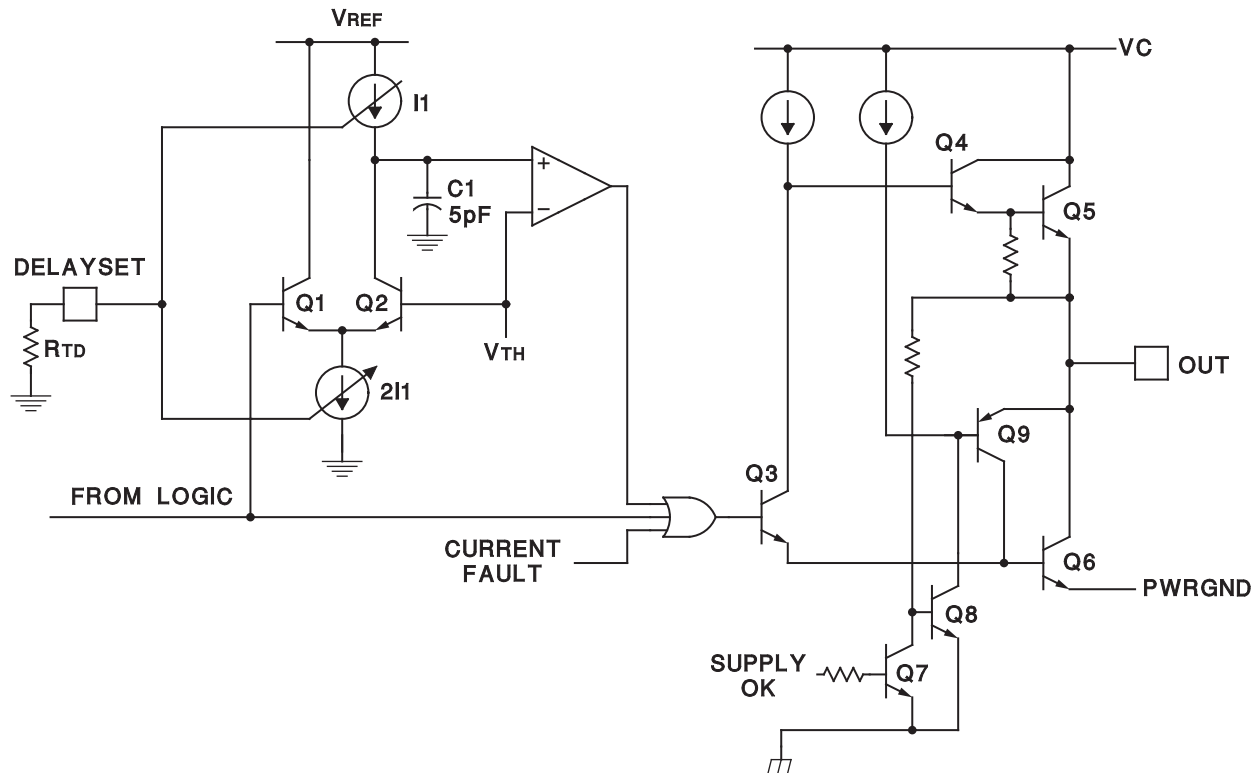 VREF
VC
I1
Q4
C1
5pF
+
−
Q5
DELAYSET
Q1
Q2
RTD
VTH
OUT
2I1
Q9
Q3
FROM LOGIC
CURRENT
FAULT
Q6
PWRGND
Q8
SUPPLY
OK
Q7